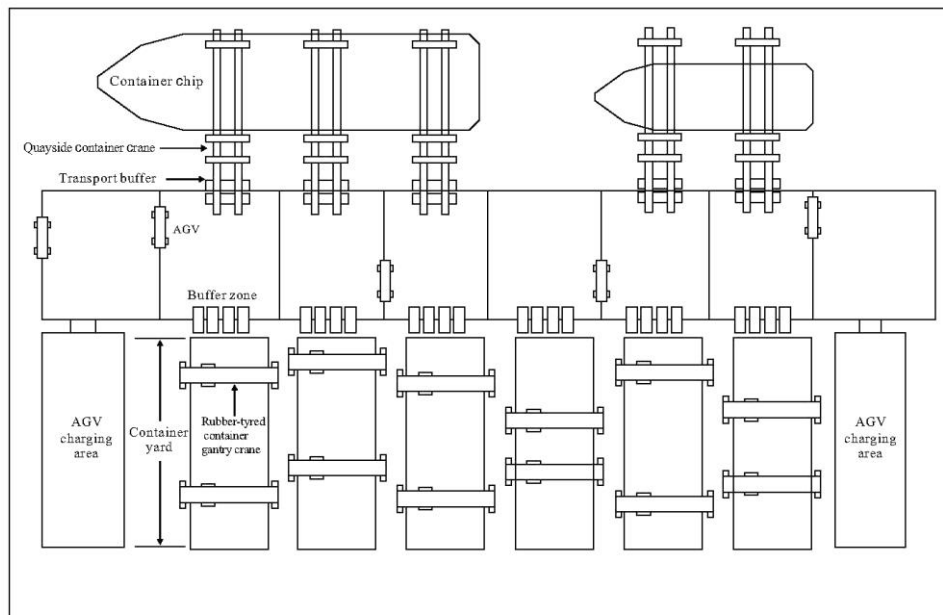 Container chip
Quayside container crane
Transport buffer
AGV
Buffer zone
AGV
charging
area
Container
yard
Rubber-tyred
container
gantry crane
AGV
charging
area